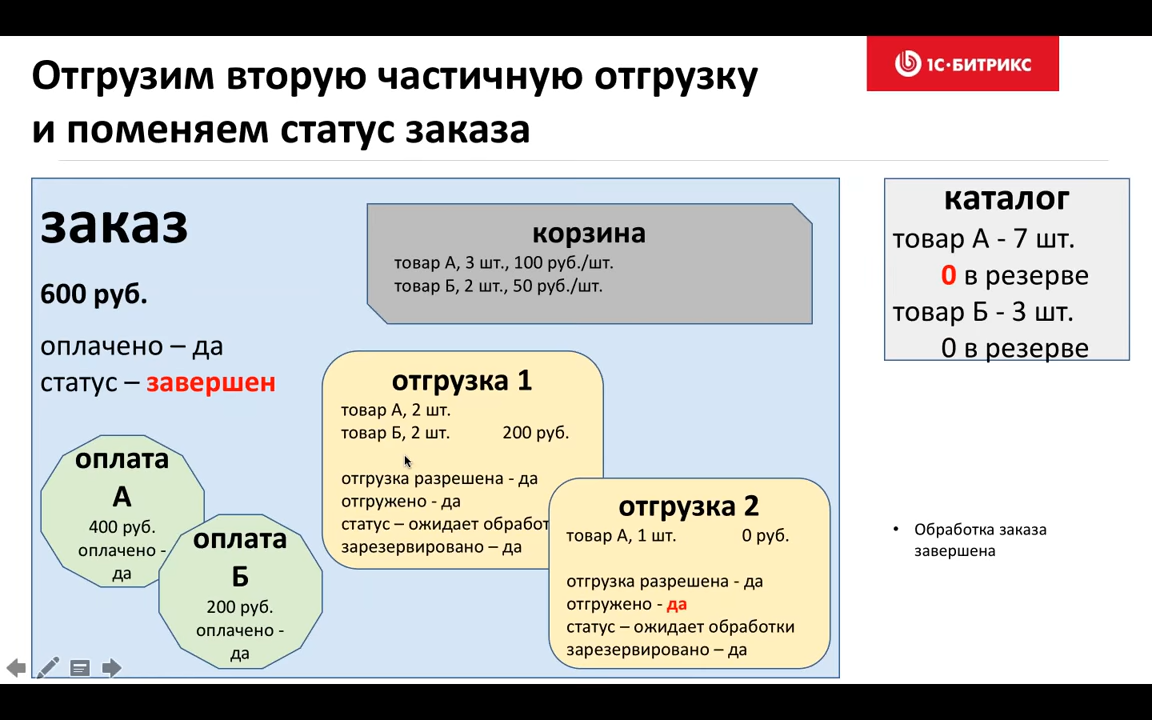 Отгрузим вторую частичную отгрузку
и поменяем статус заказа
1С·БИТРИКС
заказ
600 руб.
оплачено – да
статус – завершен
корзина
товар А, 3 шт., 100 руб./шт.
товар Б, 2 шт., 50 руб./шт.
отгрузка 1
товар А, 2 шт.
товар Б, 2 шт. 200 руб.
отгрузка разрешена - да
отгружено - да
статус – ожидает обработ
зарезервировано – да
отгрузка 2
товар А, 1 шт. 0 руб.
отгрузка разрешена - да
отгружено - да
статус – ожидает обработки
зарезервировано – да
оплата
А
400 руб.
оплачено -
да
оплата
Б
200 руб.
оплачено -
да
каталог
товар А - 7 шт.
0 в резерве
товар Б - 3 шт.
0 в резерве
• Обработка заказа
завершена